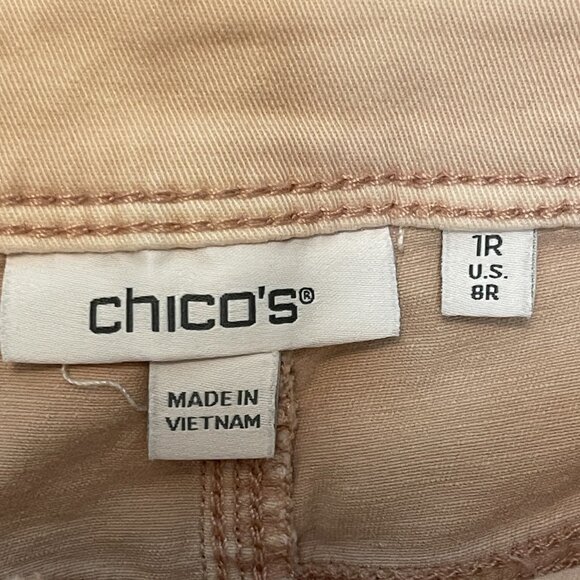 chico's®
1R
U.S.
8R
MADE IN
VIETNAM